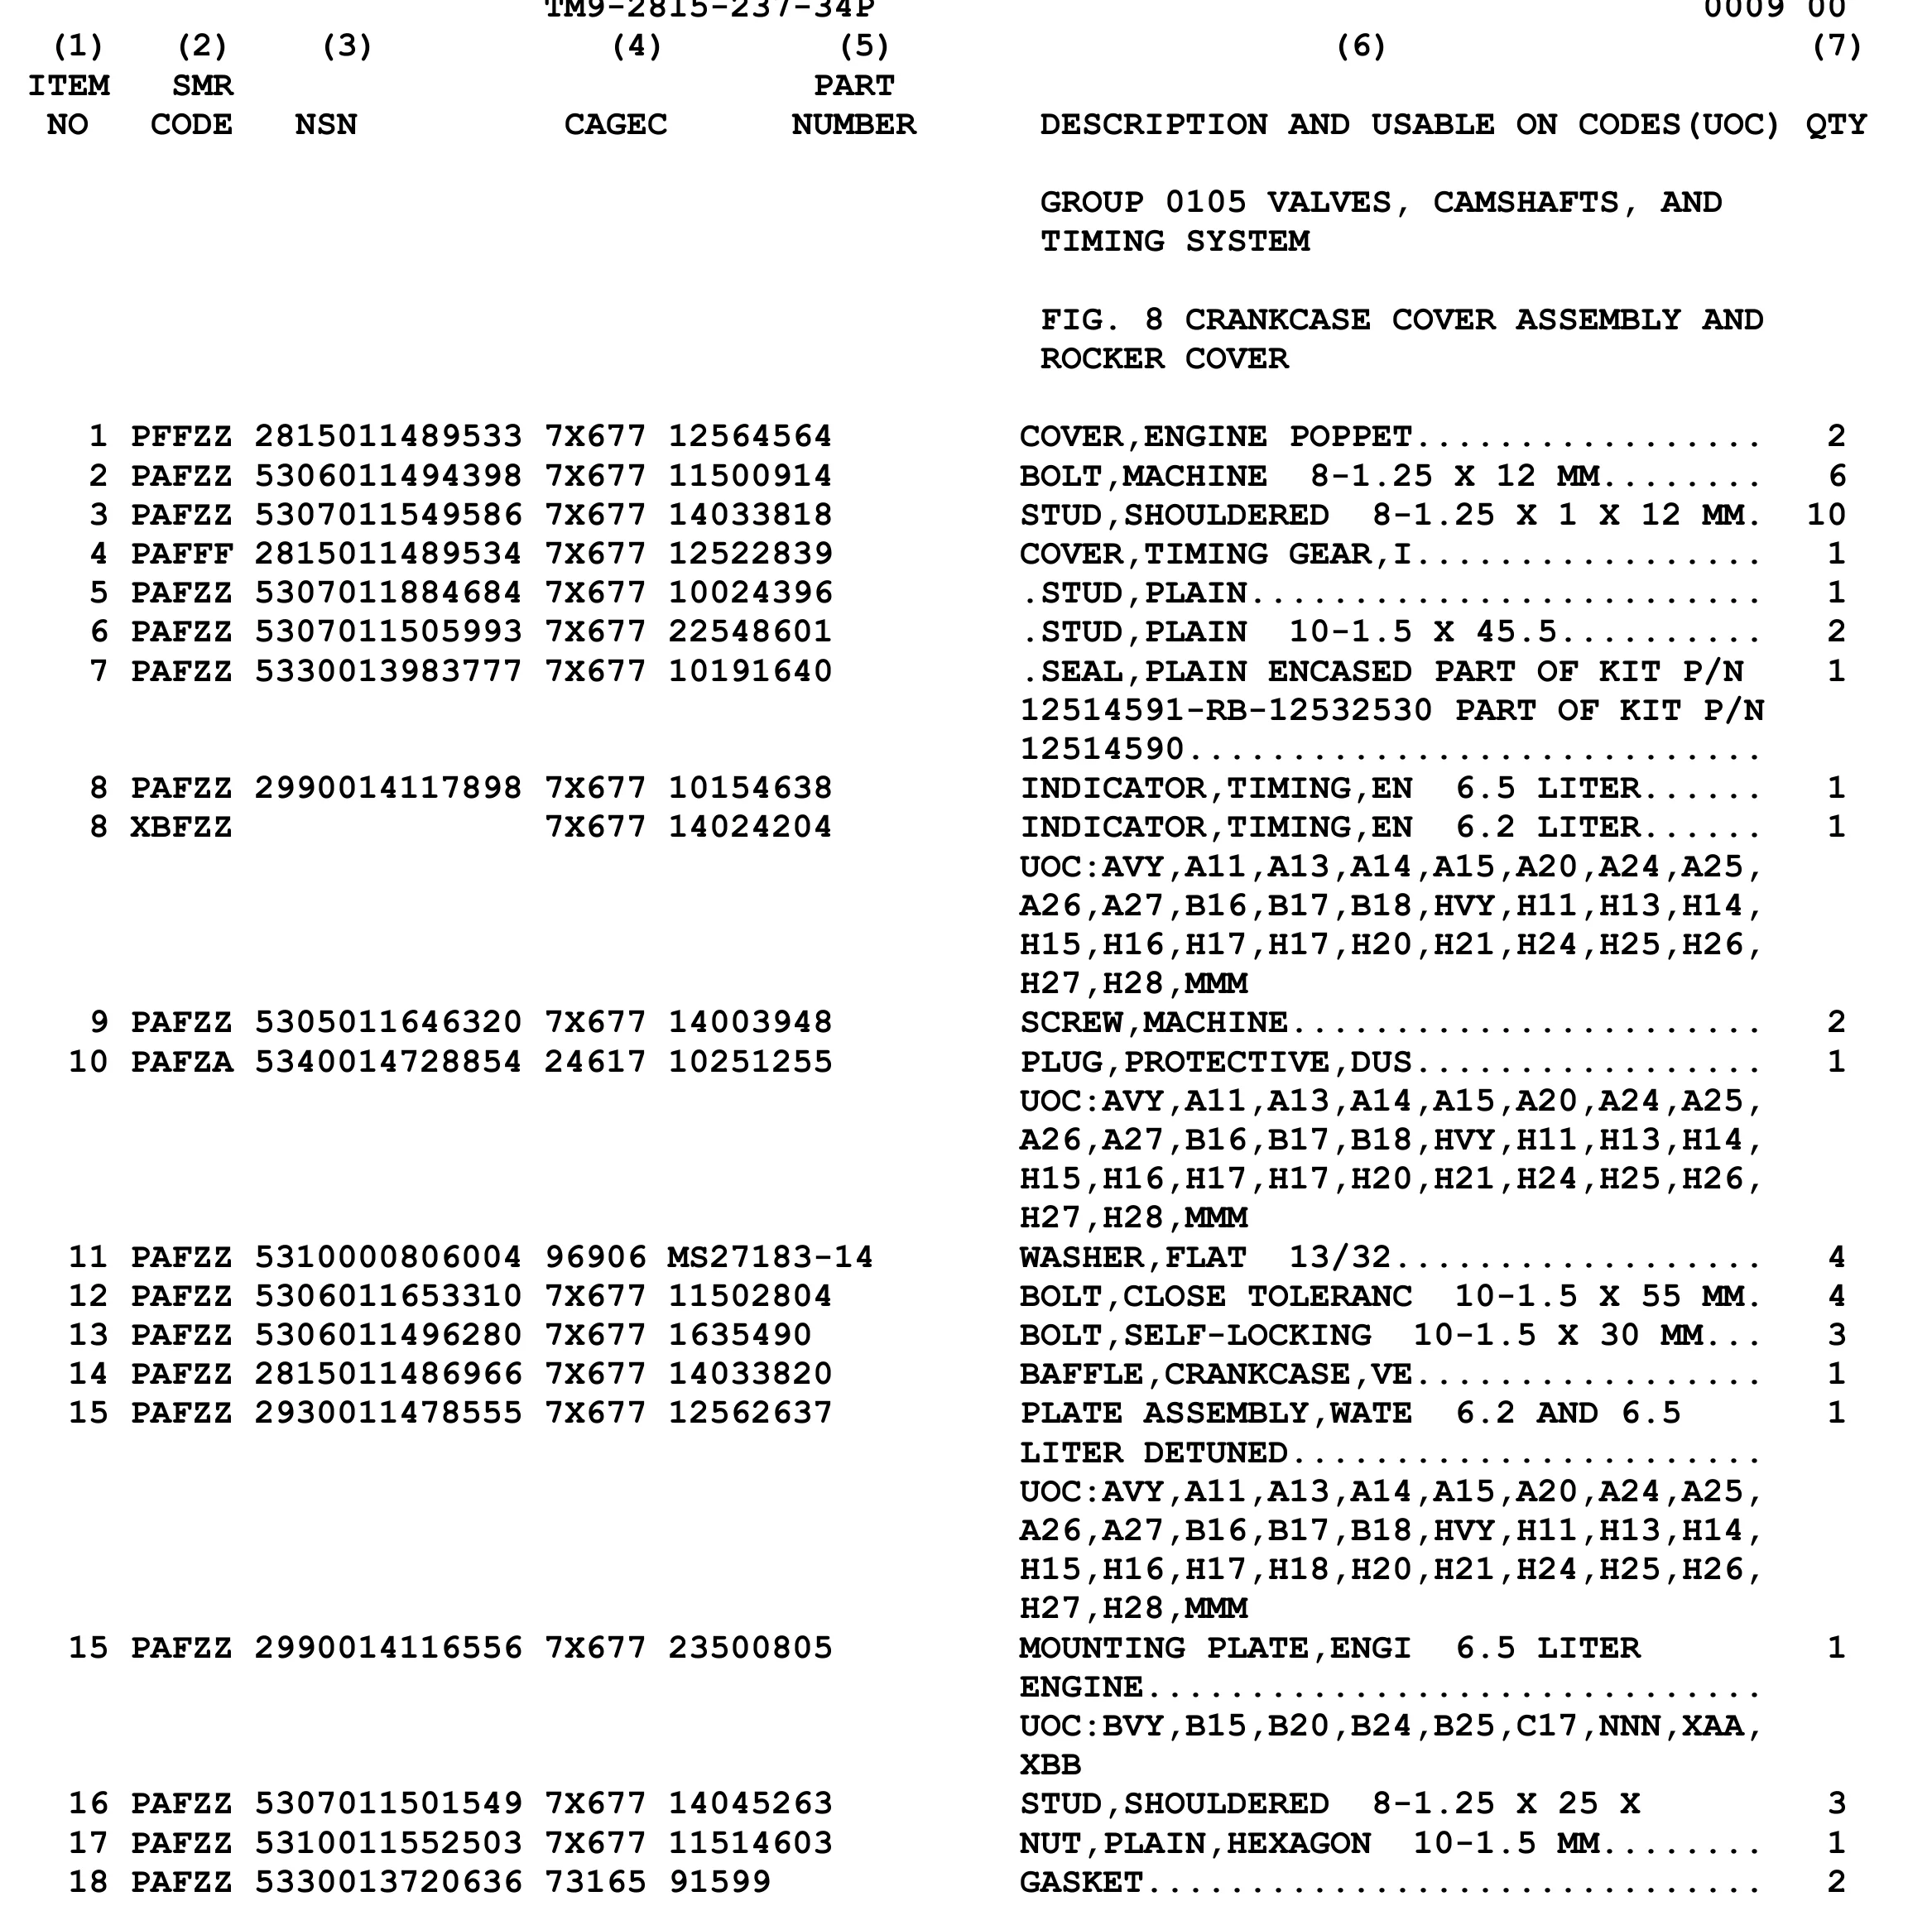 TM9-2815-237-34P 0009 00
(1) (2) (3) (4) (5) (6) (7)
ITEM SMR PART
NO CODE NSN CAGEC NUMBER DESCRIPTION AND USABLE ON CODES(UOC) QTY
GROUP 0105 VALVES, CAMSHAFTS, AND
TIMING SYSTEM
FIG. 8 CRANKCASE COVER ASSEMBLY AND
ROCKER COVER
1 PFFZZ 2815011489533 7X677 12564564 COVER,ENGINE POPPET................. 2
2 PAFZZ 5306011494398 7X677 11500914 BOLT,MACHINE 8-1.25 X 12 MM........ 6
3 PAFZZ 5307011549586 7X677 14033818 STUD,SHOULDERED 8-1.25 X 1 X 12 MM. 10
4 PAFFF 2815011489534 7X677 12522839 COVER,TIMING GEAR,I................. 1
5 PAFZZ 5307011884684 7X677 10024396 .STUD,PLAIN......................... 1
6 PAFZZ 5307011505993 7X677 22548601 .STUD,PLAIN 10-1.5 X 45.5.......... 2
7 PAFZZ 5330013983777 7X677 10191640 .SEAL,PLAIN ENCASED PART OF KIT P/N 1
12514591-RB-12532530 PART OF KIT P/N
12514590............................
8 PAFZZ 2990014117898 7X677 10154638 INDICATOR,TIMING,EN 6.5 LITER...... 1
8 XBFZZ 7X677 14024204 INDICATOR,TIMING,EN 6.2 LITER...... 1
UOC:AVY,A11,A13,A14,A15,A20,A24,A25,
A26,A27,B16,B17,B18,HVY,H11,H13,H14,
H15,H16,H17,H17,H20,H21,H24,H25,H26,
H27,H28,MMM
9 PAFZZ 5305011646320 7X677 14003948 SCREW,MACHINE....................... 2
10 PAFZA 5340014728854 24617 10251255 PLUG,PROTECTIVE,DUS................. 1
UOC:AVY,A11,A13,A14,A15,A20,A24,A25,
A26,A27,B16,B17,B18,HVY,H11,H13,H14,
H15,H16,H17,H17,H20,H21,H24,H25,H26,
H27,H28,MMM
11 PAFZZ 5310000806004 96906 MS27183-14 WASHER,FLAT 13/32.................. 4
12 PAFZZ 5306011653310 7X677 11502804 BOLT,CLOSE TOLERANC 10-1.5 X 55 MM. 4
13 PAFZZ 5306011496280 7X677 1635490 BOLT,SELF-LOCKING 10-1.5 X 30 MM... 3
14 PAFZZ 2815011486966 7X677 14033820 BAFFLE,CRANKCASE,VE................. 1
15 PAFZZ 2930011478555 7X677 12562637 PLATE ASSEMBLY,WATE 6.2 AND 6.5 1
LITER DETUNED.......................
UOC:AVY,A11,A13,A14,A15,A20,A24,A25,
A26,A27,B16,B17,B18,HVY,H11,H13,H14,
H15,H16,H17,H18,H20,H21,H24,H25,H26,
H27,H28,MMM
15 PAFZZ 2990014116556 7X677 23500805 MOUNTING PLATE,ENGI 6.5 LITER 1
ENGINE..............................
UOC:BVY,B15,B20,B24,B25,C17,NNN,XAA,
XBB
16 PAFZZ 5307011501549 7X677 14045263 STUD,SHOULDERED 8-1.25 X 25 X 3
17 PAFZZ 5310011552503 7X677 11514603 NUT,PLAIN,HEXAGON 10-1.5 MM........ 1
18 PAFZZ 5330013720636 73165 91599 GASKET.............................. 2